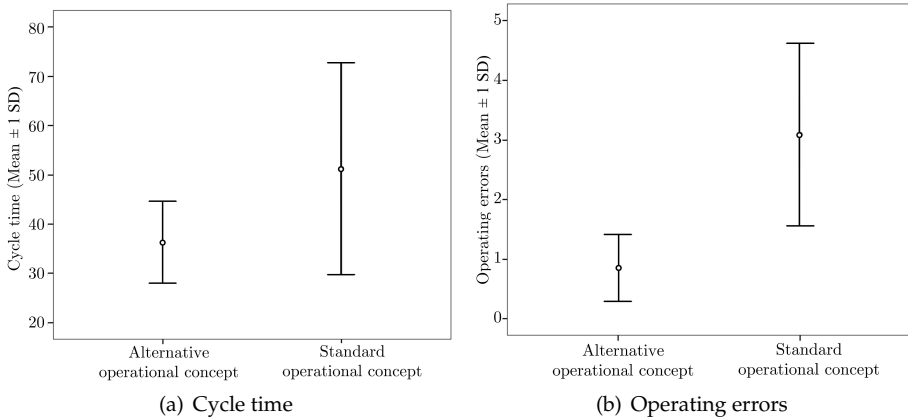 Cycle time (Mean ± 1 SD)
80
70
60
50
40
30
20
Alternative
operational concept
Standard
operational concept
(a) Cycle time
Operating errors (Mean ± 1 SD)
5
4
3
2
1
0
Alternative
operational concept
Standard
operational concept
(b) Operating errors